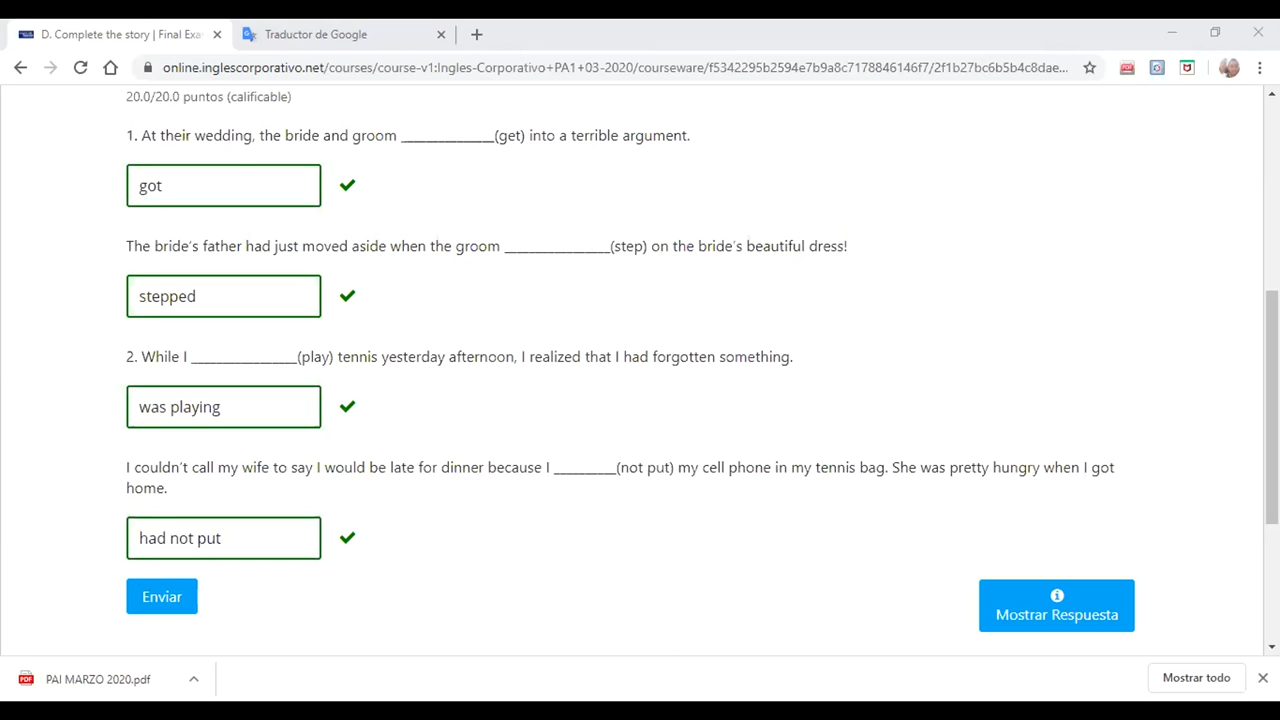 D. Complete the story | Final Exa
Traductor de Google
online.inglescorporativo.net/courses/course-v1:Ingles-Corporativo+PA1+03-2020/courseware/f5342295b2594e7b9a8c7178846146f7/2f1b27bc6b5b4c8dae...
20.0/20.0 puntos (calificable)
1. At their wedding, the bride and groom ______________(get) into a terrible argument.
got
The bride's father had just moved aside when the groom ________________(step) on the bride's beautiful dress!
stepped
2. While I ________________(play) tennis yesterday afternoon, I realized that I had forgotten something.
was playing
I couldn't call my wife to say I would be late for dinner because I _________(not put) my cell phone in my tennis bag. She was pretty hungry when I got
home.
had not put
Enviar
Mostrar Respuesta
PAI MARZO 2020.pdf
Mostrar todo